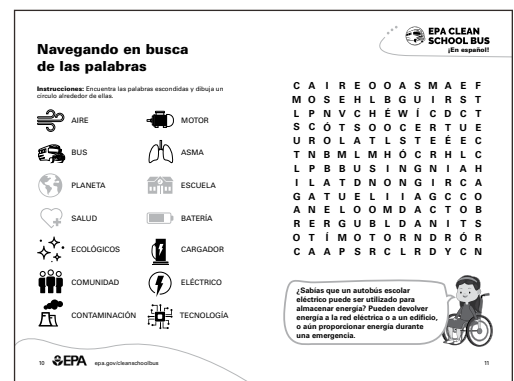 EPA CLEAN
SCHOOL BUS
¡En español!
Navegando en busca
de las palabras
Instrucciones: Encuentra las palabras escondidas y dibuja un
círculo alrededor de ellas.
AIRE
MOTOR
BUS
ASMA
PLANETA
ESCUELA
SALUD
BATERÍA
ECOLÓGICOS
CARGADOR
COMUNIDAD
ELÉCTRICO
CONTAMINACIÓN
TECNOLOGÍA
C A I R E O O A S M A E F
M O S E H L B G U I R S T
L P N V C H É W Í C D C T
S C Ó T S O O C E R T U E
U R O L A T L S T E É E C
T N B M L M H Ó C R H L C
L P B B U S I N G N I A H
I L A T D N O N G I R C A
G A T U E L I I A G C C O
A N E L O O M D A C T O B
R E R G U B L D A N I T S
O T Í M O T O R N D R Ó R
C A A P S R C L R D Y C N
¿Sabías que un autobús escolar
eléctrico puede ser utilizado para
almacenar energía? Pueden devolver
energía a la red eléctrica o a un edificio,
o aún proporcionar energía durante
una emergencia.
10 EPA epa.gov/cleanschoolbus
11